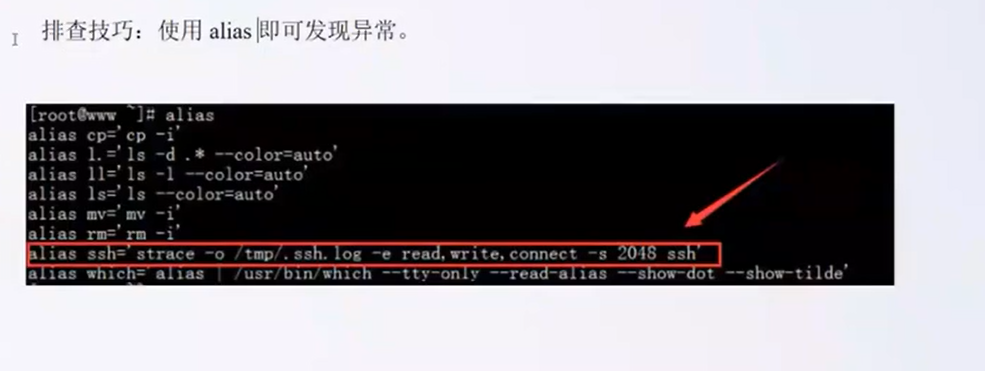 排查技巧：使用 alias 即可发现异常。
[root@www ~]# alias
alias cp='cp -i'
alias l.='ls -d .* --color=auto'
alias ll='ls -l --color=auto'
alias ls='ls --color=auto'
alias mv='mv -i'
alias rm='rm -i'
alias ssh='strace -o /tmp/.ssh.log -e read,write,connect -s 2048 ssh'
alias which='alias | /usr/bin/which --tty-only --read-alias --show-dot --show-tilde'